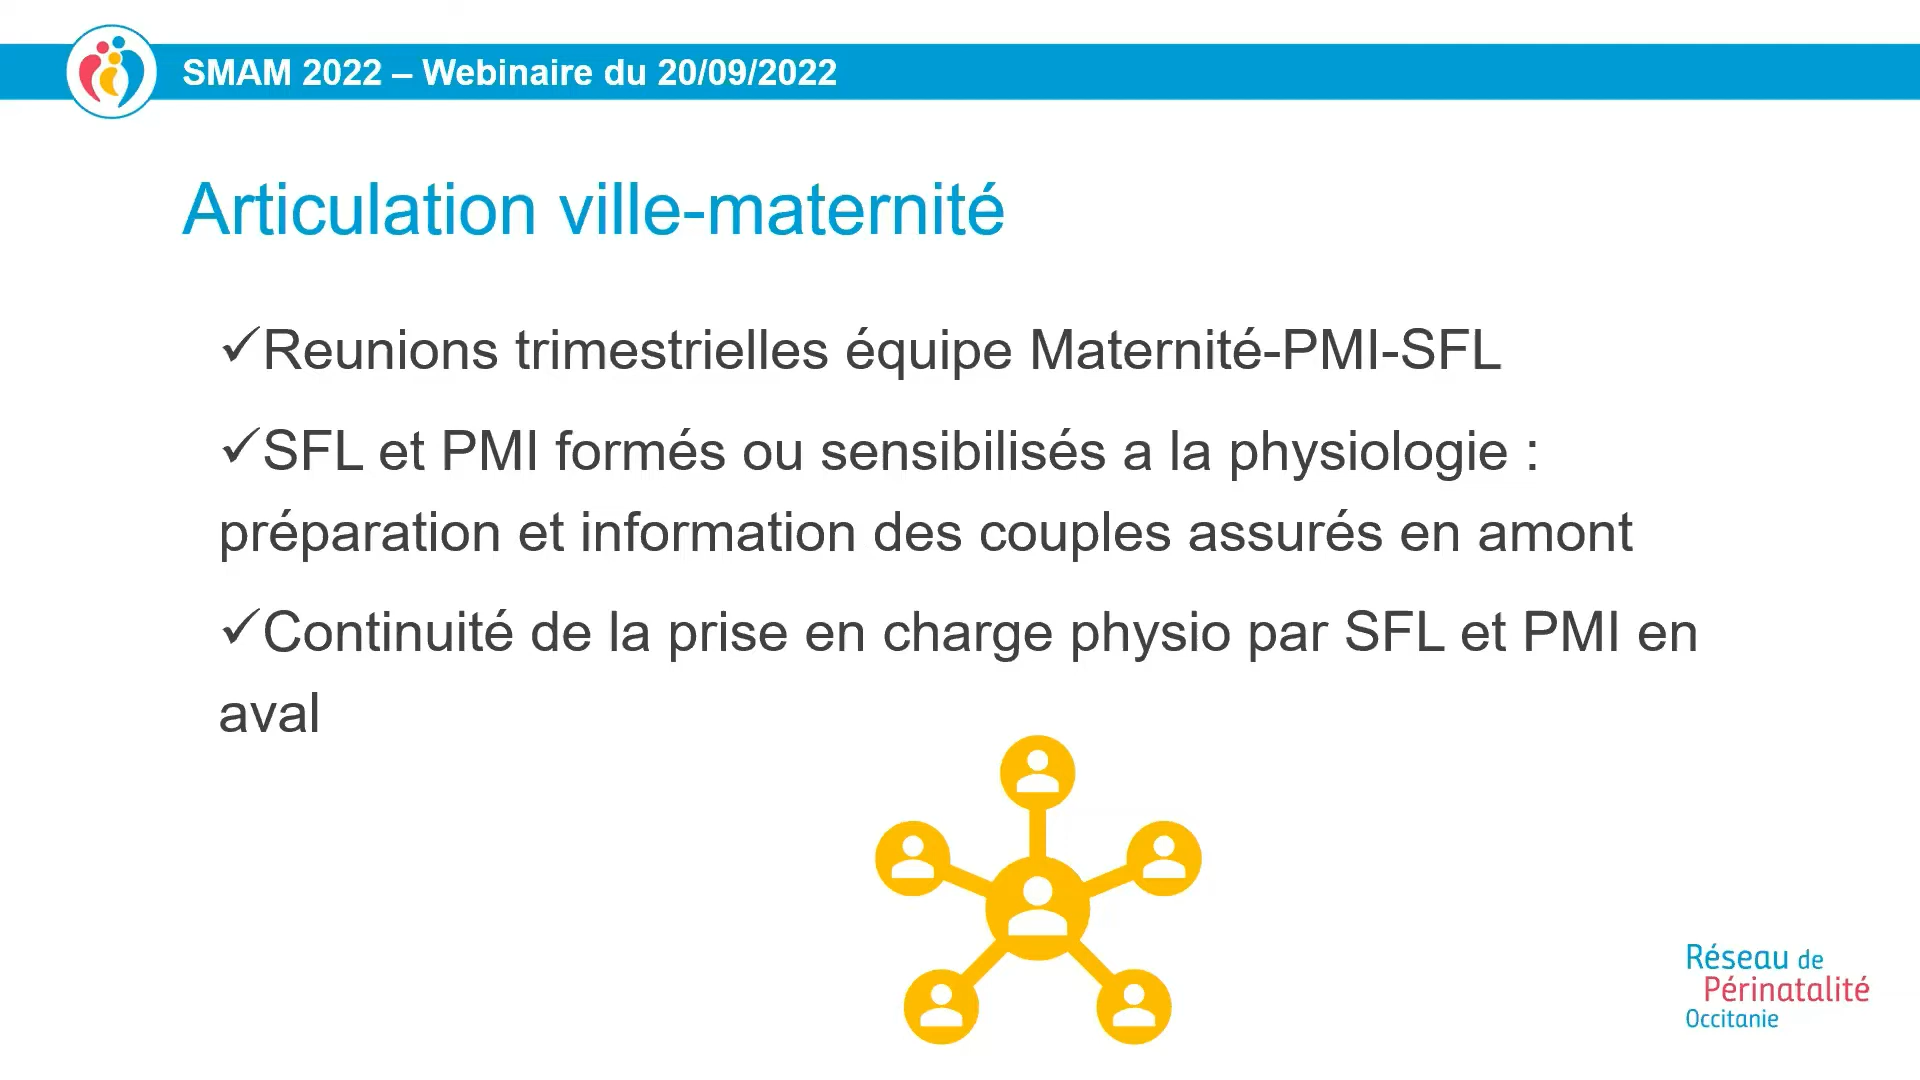 SMAM 2022 – Webinaire du 20/09/2022
Articulation ville-maternité
✓Reunions trimestrielles équipe Maternité-PMI-SFL
✓SFL et PMI formés ou sensibilisés a la physiologie :
préparation et information des couples assurés en amont
✓Continuité de la prise en charge physio par SFL et PMI en
aval
Réseau de
Périnatalité
Occitanie